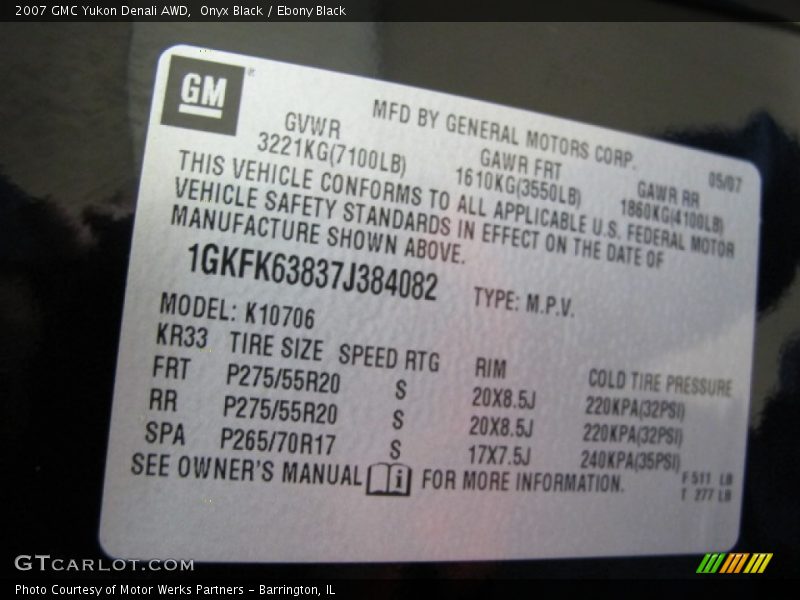 2007 GMC Yukon Denali AWD,  Onyx Black / Ebony Black
GM
MFD BY GENERAL MOTORS CORP.
05/07
GVWR GAWR FRT GAWR RR
3221KG(7100LB) 1610KG(3550LB) 1860KG(4100LB)
THIS VEHICLE CONFORMS TO ALL APPLICABLE U.S. FEDERAL MOTOR
VEHICLE SAFETY STANDARDS IN EFFECT ON THE DATE OF
MANUFACTURE SHOWN ABOVE.
1GKFK63837J384082 TYPE: M.P.V.
MODEL: K10706
KR33 TIRE SIZE SPEED RTG RIM COLD TIRE PRESSURE
FRT P275/55R20 S 20X8.5J 220KPA(32PSI)
RR P275/55R20 S 20X8.5J 220KPA(32PSI)
SPA P265/70R17 S 17X7.5J 240KPA(35PSI)
SEE OWNER'S MANUAL i FOR MORE INFORMATION.
F 511 LB
T 277 LB
GTCARLOT.COM
Photo Courtesy of Motor Werks Partners - Barrington, IL